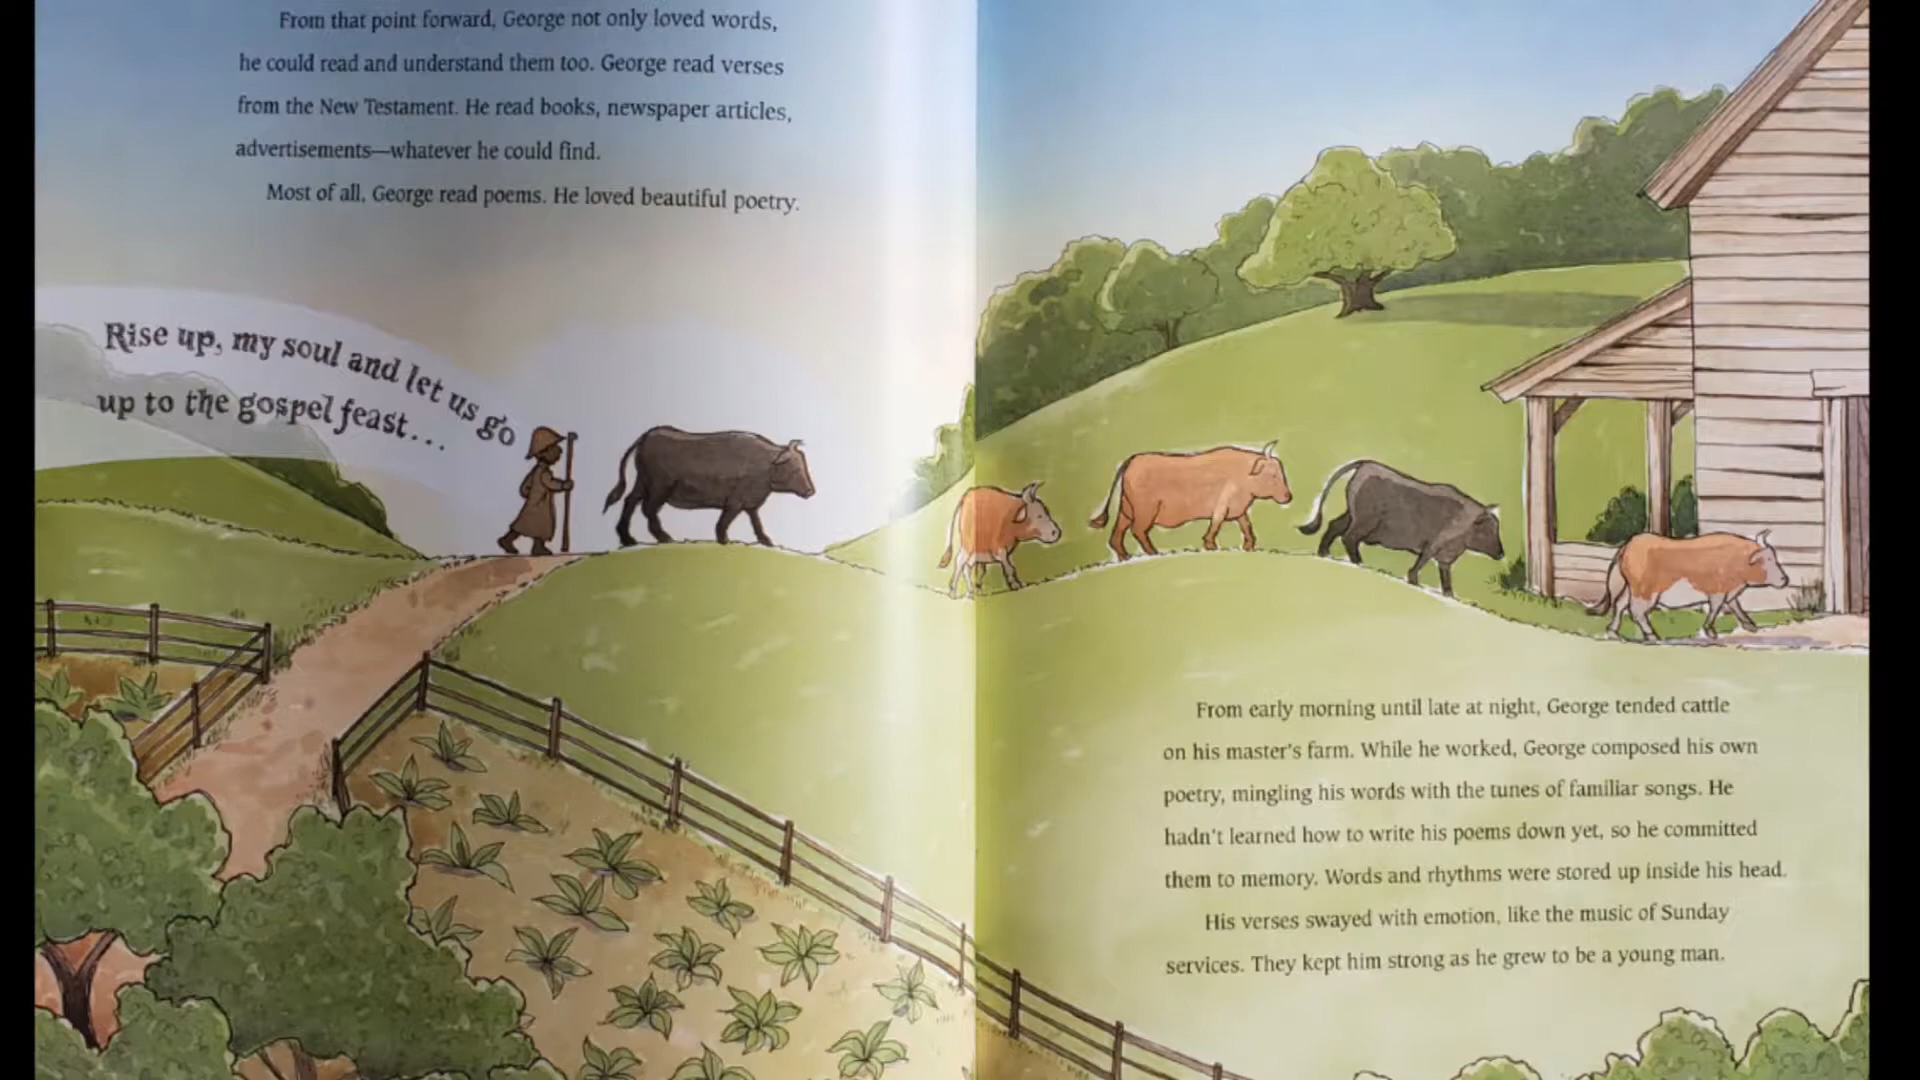 From that point forward, George not only loved words,
he could read and understand them too. George read verses
from the New Testament. He read books, newspaper articles,
advertisements—whatever he could find.
Most of all, George read poems. He loved beautiful poetry.
Rise up, my soul and let us go
up to the gospel feast...
From early morning until late at night, George tended cattle
on his master's farm. While he worked, George composed his own
poetry, mingling his words with the tunes of familiar songs. He
hadn't learned how to write his poems down yet, so he committed
them to memory. Words and rhythms were stored up inside his head.
His verses swayed with emotion, like the music of Sunday
services. They kept him strong as he grew to be a young man.